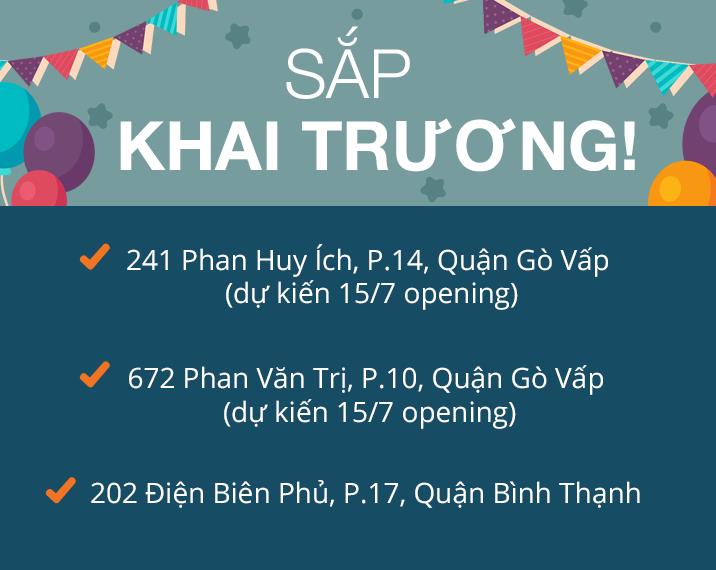 SẮP
KHAI TRƯƠNG!
241 Phan Huy Ích, P.14, Quận Gò Vấp
(dự kiến 15/7 opening)
672 Phan Văn Trị, P.10, Quận Gò Vấp
(dự kiến 15/7 opening)
202 Điện Biên Phủ, P.17, Quận Bình Thạnh